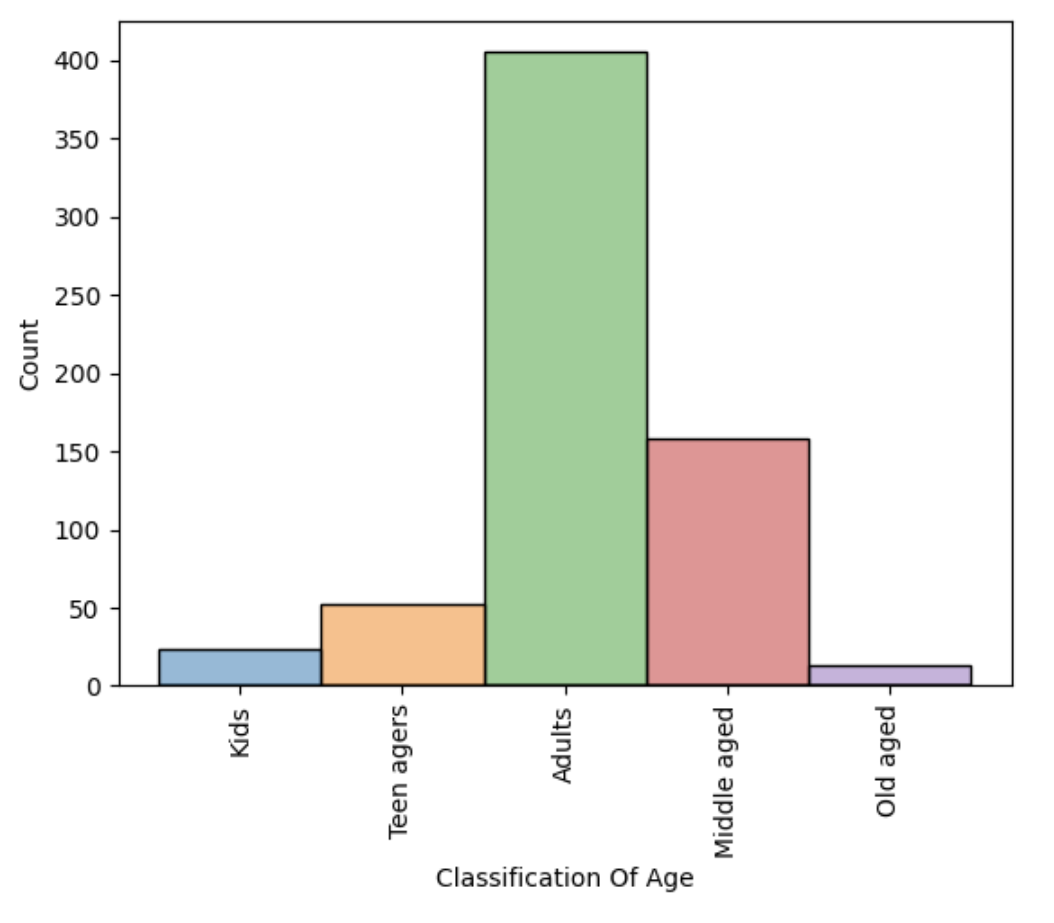 400
350
300
250
200
150
100
50
0
Count
Kids
Teen agers
Adults
Middle aged
Old aged
Classification Of Age